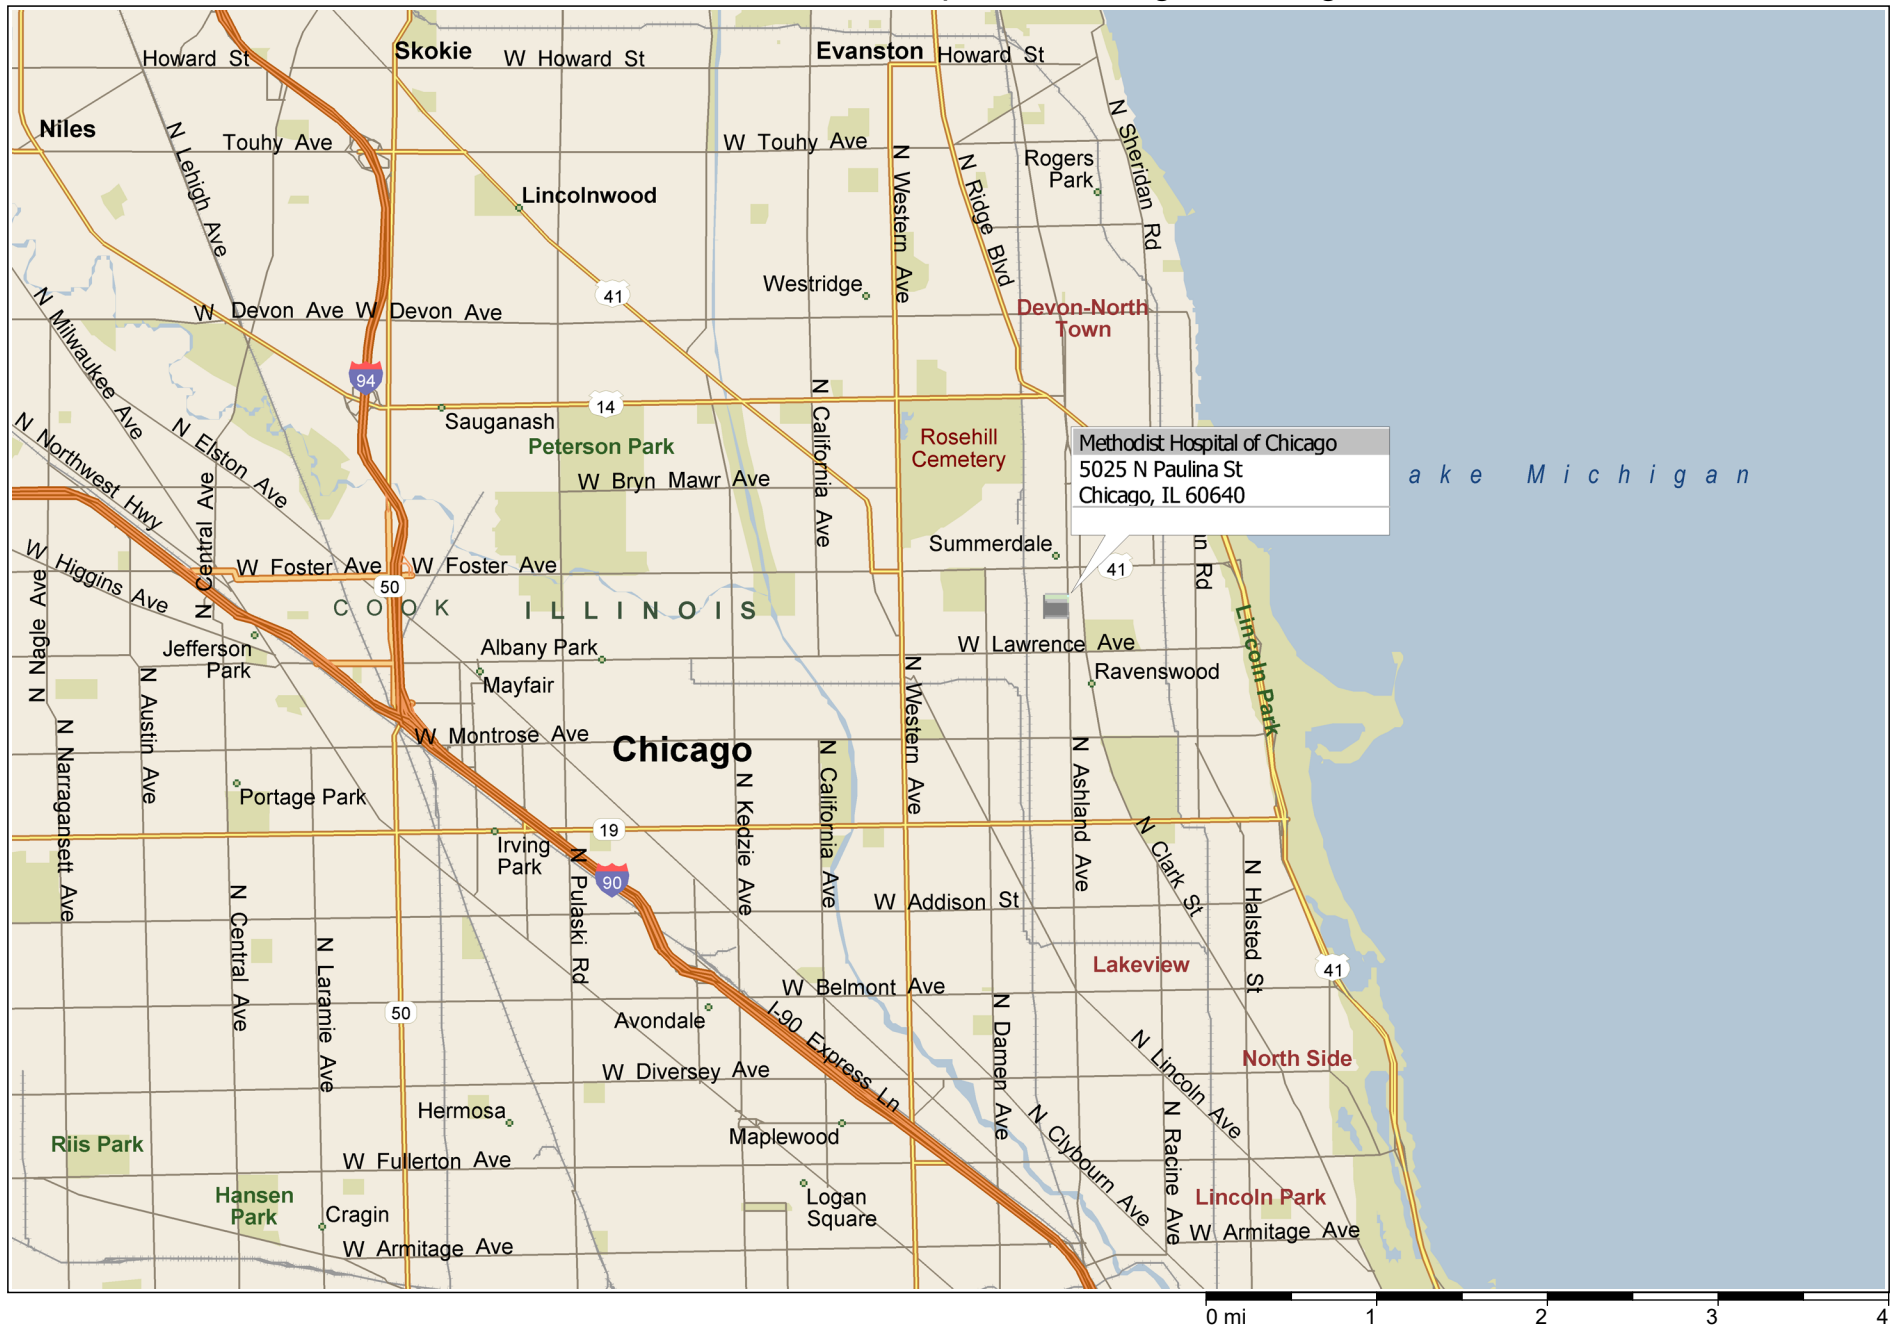 Howard St
Skokie
W Howard St
Evanston
Howard St
Niles
N Lehigh Ave
Touhy Ave
W Touhy Ave
N Western Ave
N Ridge Blvd
Rogers
Park
N Sheridan Rd
Lincolnwood
Westridge
41
W Devon Ave
W Devon Ave
Devon-North
Town
N Milwaukee Ave
94
14
Sauganash
Peterson Park
N California Ave
Rosehill
Cemetery
Methodist Hospital of Chicago
5025 N Paulina St
Chicago, IL 60640
ake Michigan
N Northwest Hwy
N Elston Ave
N Central Ave
W Bryn Mawr Ave
Summerdale
41
W Higgins Ave
W Foster Ave
W Foster Ave
50
COOK
ILLINOIS
N Nagle Ave
Jefferson
Park
Albany Park
Mayfair
W Lawrence Ave
Ravenswood
Lincoln Park
N Western Ave
N Austin Ave
N Narragansett Ave
W Montrose Ave
Chicago
N California Ave
N Kedzie Ave
N Ashland Ave
Portage Park
19
Irving
Park
90
N Pulaski Rd
N Clark St
N Halsted St
W Addison St
N Central Ave
N Laramie Ave
Lakeview
41
50
W Belmont Ave
Avondale
I-90 Express Ln
N Damen Ave
N Lincoln Ave
North Side
W Diversey Ave
Hermosa
Maplewood
N Clybourn Ave
N Racine Ave
Riis Park
W Fullerton Ave
Hansen
Park
Cragin
Logan
Square
Lincoln Park
W Armitage Ave
W Armitage Ave
0 mi 1 2 3 4